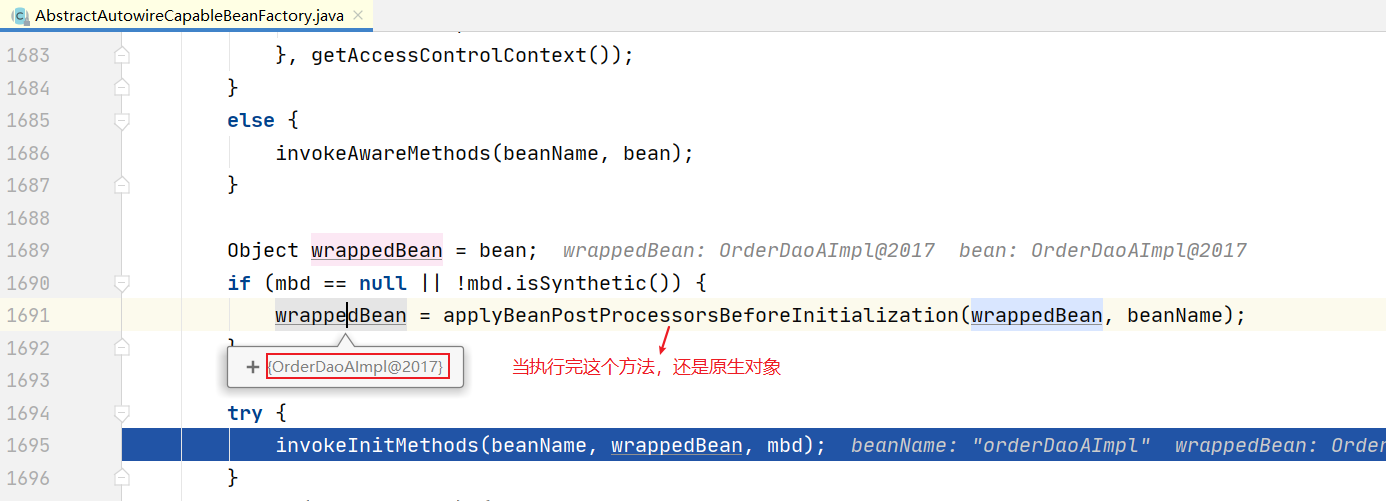 AbstractAutowireCapableBeanFactory.java
1683 }, getAccessControlContext());
1684 }
1685 else {
1686 invokeAwareMethods(beanName, bean);
1687 }
1688
1689 Object wrappedBean = bean; wrappedBean: OrderDaoAImpl@2017 bean: OrderDaoAImpl@2017
1690 if (mbd == null || !mbd.isSynthetic()) {
1691 wrappedBean = applyBeanPostProcessorsBeforeInitialization(wrappedBean, beanName);
1692 }
+ {OrderDaoAImpl@2017} 当执行完这个方法，还是原生对象
1693
1694 try {
1695 invokeInitMethods(beanName, wrappedBean, mbd); beanName: "orderDaoAImpl" wrappedBean: Order
1696 }